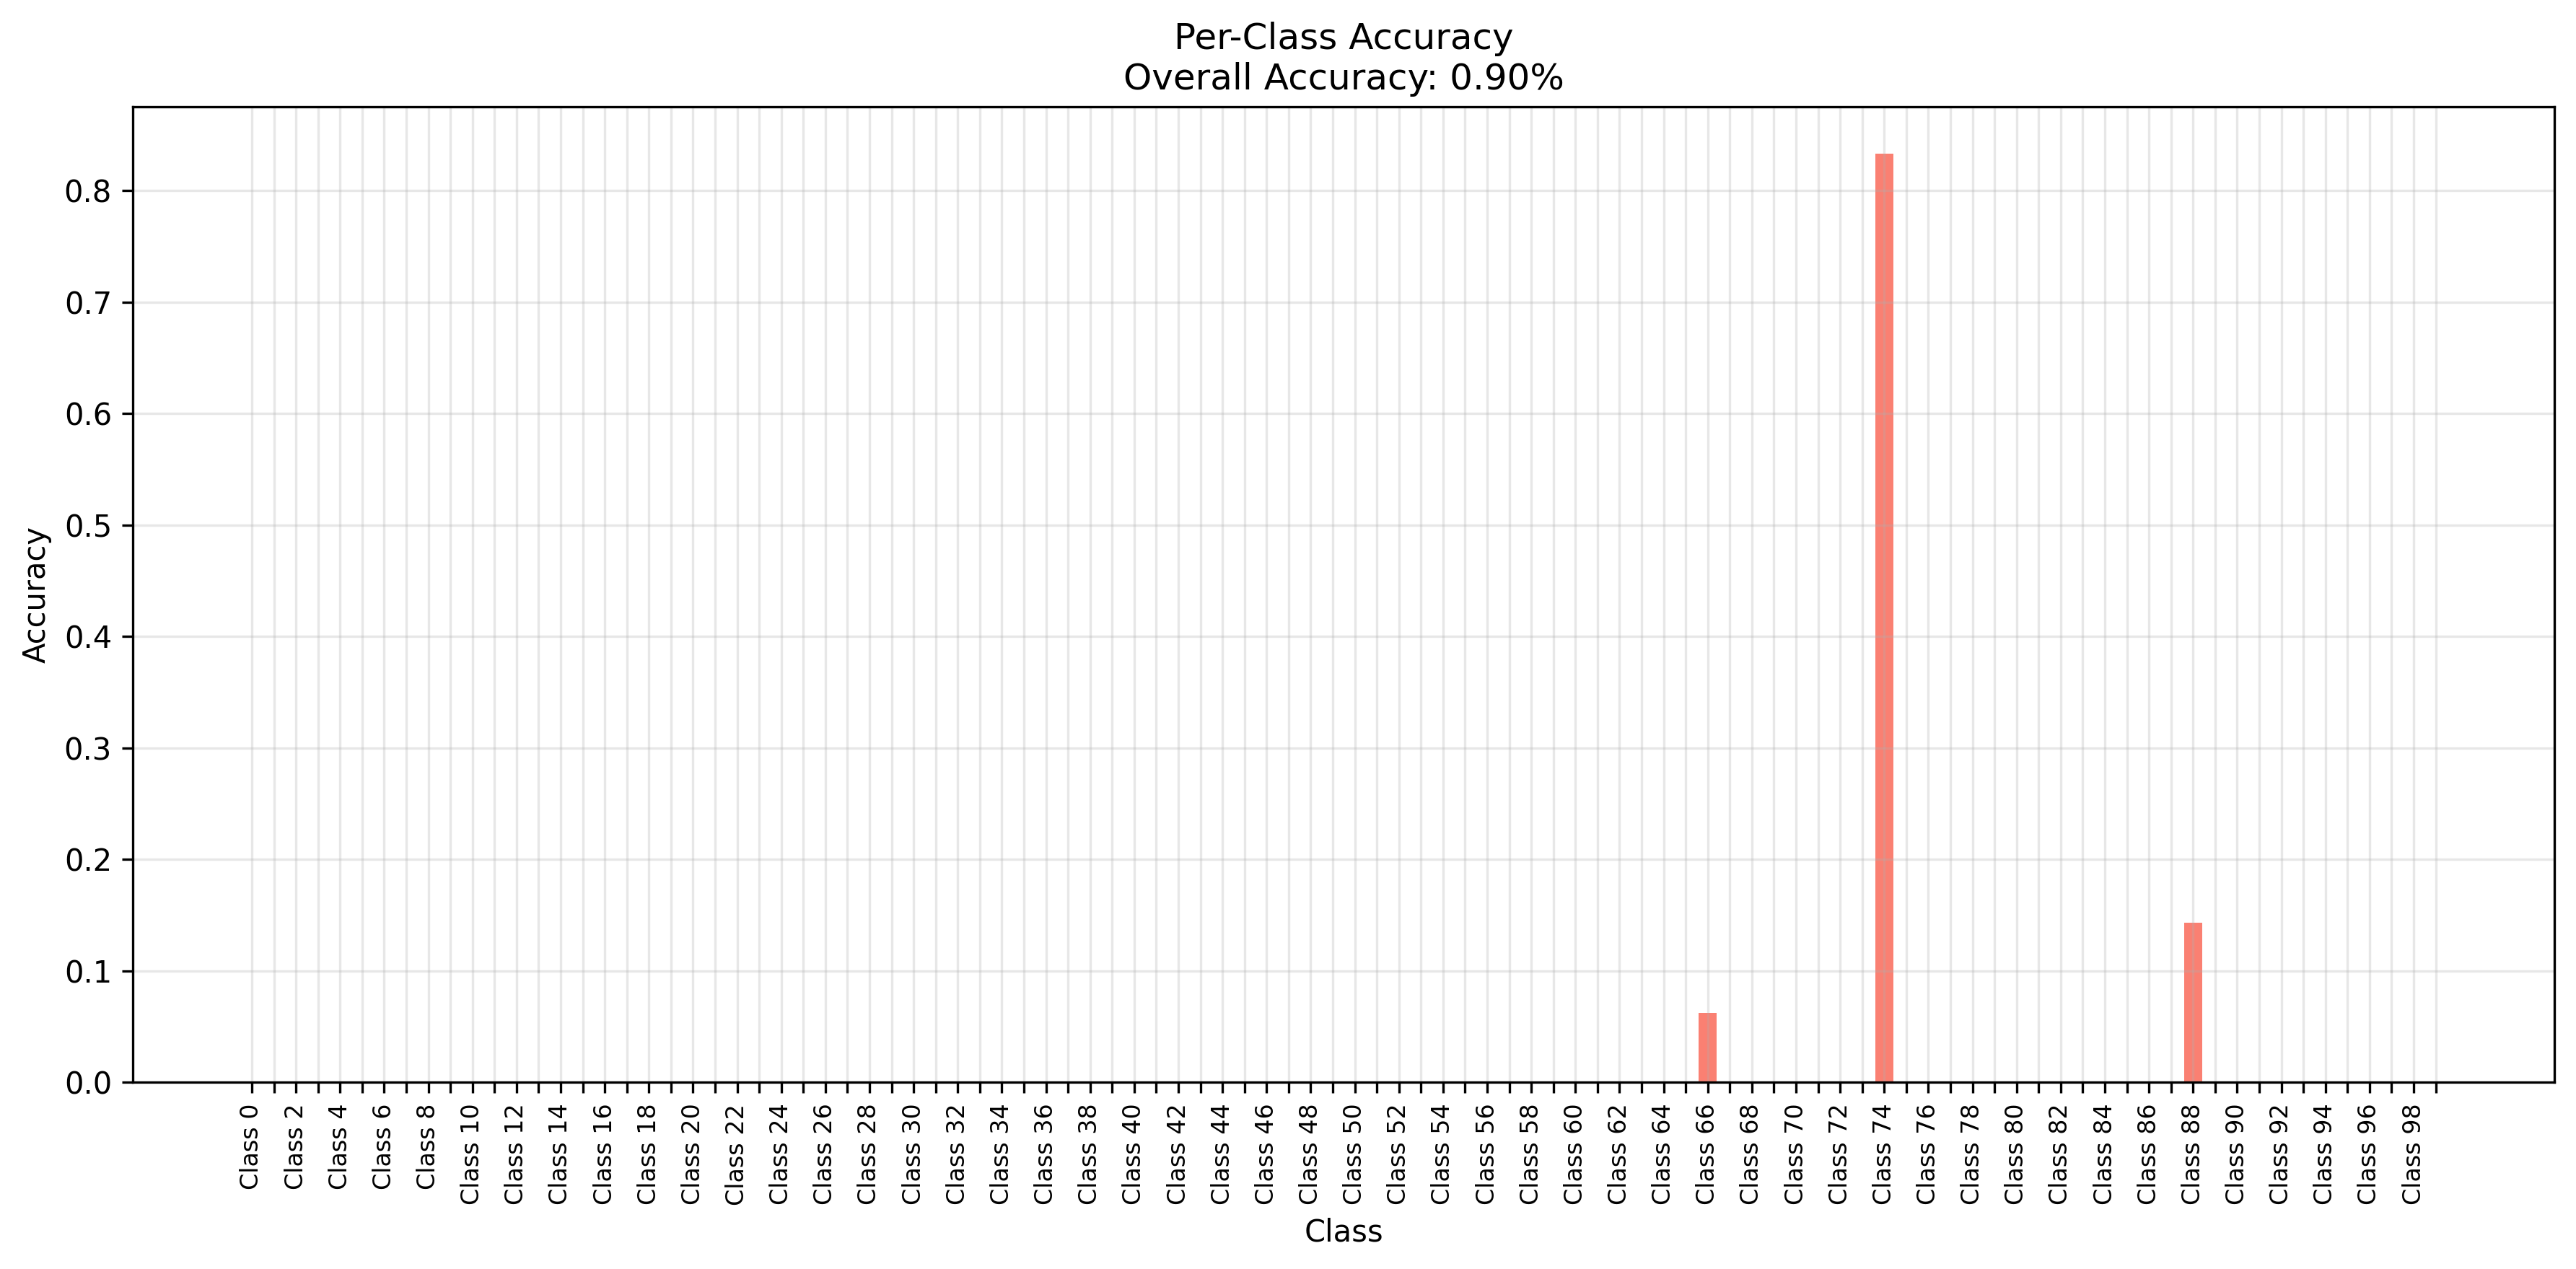 Per-Class Accuracy
Overall Accuracy: 0.90%
Accuracy
0.8
0.7
0.6
0.5
0.4
0.3
0.2
0.1
0.0
Class 0
Class 2
Class 4
Class 6
Class 8
Class 10
Class 12
Class 14
Class 16
Class 18
Class 20
Class 22
Class 24
Class 26
Class 28
Class 30
Class 32
Class 34
Class 36
Class 38
Class 40
Class 42
Class 44
Class 46
Class 48
Class 50
Class 52
Class 54
Class 56
Class 58
Class 60
Class 62
Class 64
Class 66
Class 68
Class 70
Class 72
Class 74
Class 76
Class 78
Class 80
Class 82
Class 84
Class 86
Class 88
Class 90
Class 92
Class 94
Class 96
Class 98
Class